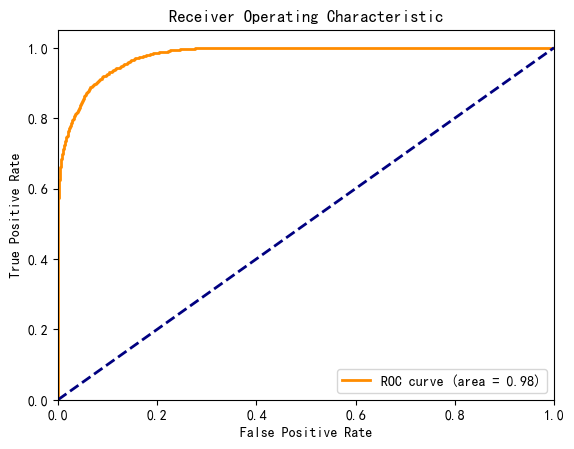 Receiver Operating Characteristic
True Positive Rate
1.0
0.8
0.6
0.4
0.2
0.0
0.0 0.2 0.4 0.6 0.8 1.0
False Positive Rate
ROC curve (area = 0.98)